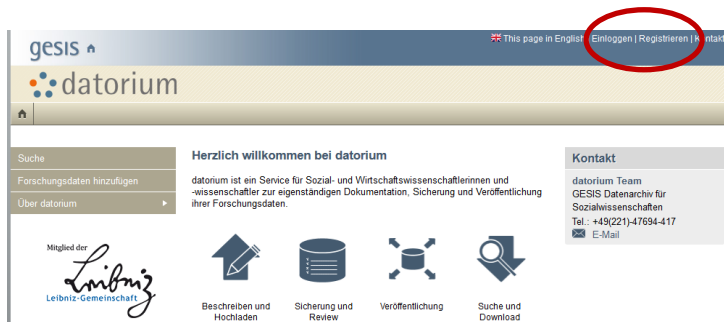 gesis
This page in English | Einloggen | Registrieren | Kontakt
datorium
Suche
Forschungsdaten hinzufügen
Über datorium
Mitglied der
Leibniz
Leibniz-Gemeinschaft
Herzlich willkommen bei datorium
datorium ist ein Service für Sozial- und Wirtschaftswissenschaftlerinnen und
-wissenschaftler zur eigenständigen Dokumentation, Sicherung und Veröffentlichung
ihrer Forschungsdaten.
Beschreiben und
Hochladen
Sicherung und
Review
Veröffentlichung
Suche und
Download
Kontakt
datorium Team
GESIS Datenarchiv für
Sozialwissenschaften
Tel.: +49(221)-47694-417
E-Mail